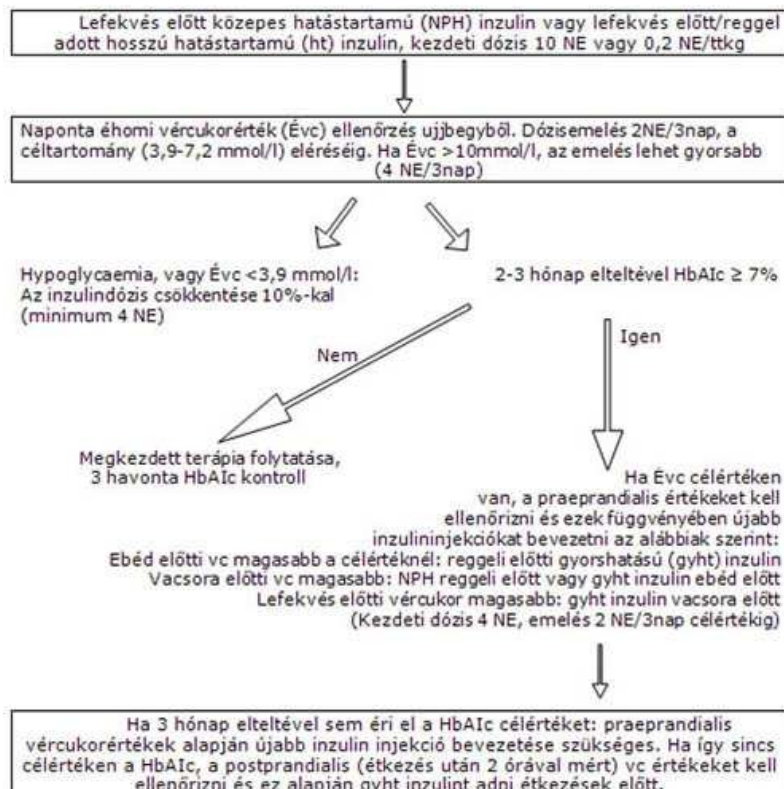 Lefekvés előtt közepes hatástartamú (NPH) inzulin vagy lefekvés előtt/reggel
adott hosszú hatástartamú (ht) inzulin, kezdeti dózis 10 NE vagy 0,2 NE/ttkg
Naponta éhomi vércukorérték (Évc) ellenőrzés ujjbegyből. Dózisemelés 2NE/3nap, a
céltartomány (3,9-7,2 mmol/l) eléréséig. Ha Évc >10mmol/l, az emelés lehet gyorsabb
(4 NE/3nap)
Hypoglycaemia, vagy Évc <3,9 mmol/l:
Az inzulindózis csökkentése 10%-kal
(minimum 4 NE)
2-3 hónap elteltével HbAIc ≥ 7%
Nem
Igen
Megkezdett terápia folytatása,
3 havonta HbAIc kontroll
Ha Évc célértéken
van, a praeprandialis értékeket kell
ellenőrizni és ezek függvényében újabb
inzulininjekciókat bevezetni az alábbiak szerint:
Ebéd előtti vc magasabb a célértéknél: reggeli előtti gyorshatású (gyht) inzulin
Vacsora előtti vc magasabb: NPH reggeli előtt vagy gyht inzulin ebéd előtt
Lefekvés előtti vércukor magasabb: gyht inzulin vacsora előtt
(Kezdeti dózis 4 NE, emelés 2 NE/3nap célértékig)
Ha 3 hónap elteltével sem éri el a HbAIc célértéket: praeprandialis
vércukorértékek alapján újabb inzulin injekció bevezetése szükséges. Ha így sincs
célértéken a HbAIc, a postprandialis (étkezés után 2 órával mért) vc értékeket kell
ellenőrizni és ez alapján gyht inzulint adni étkezések előtt.